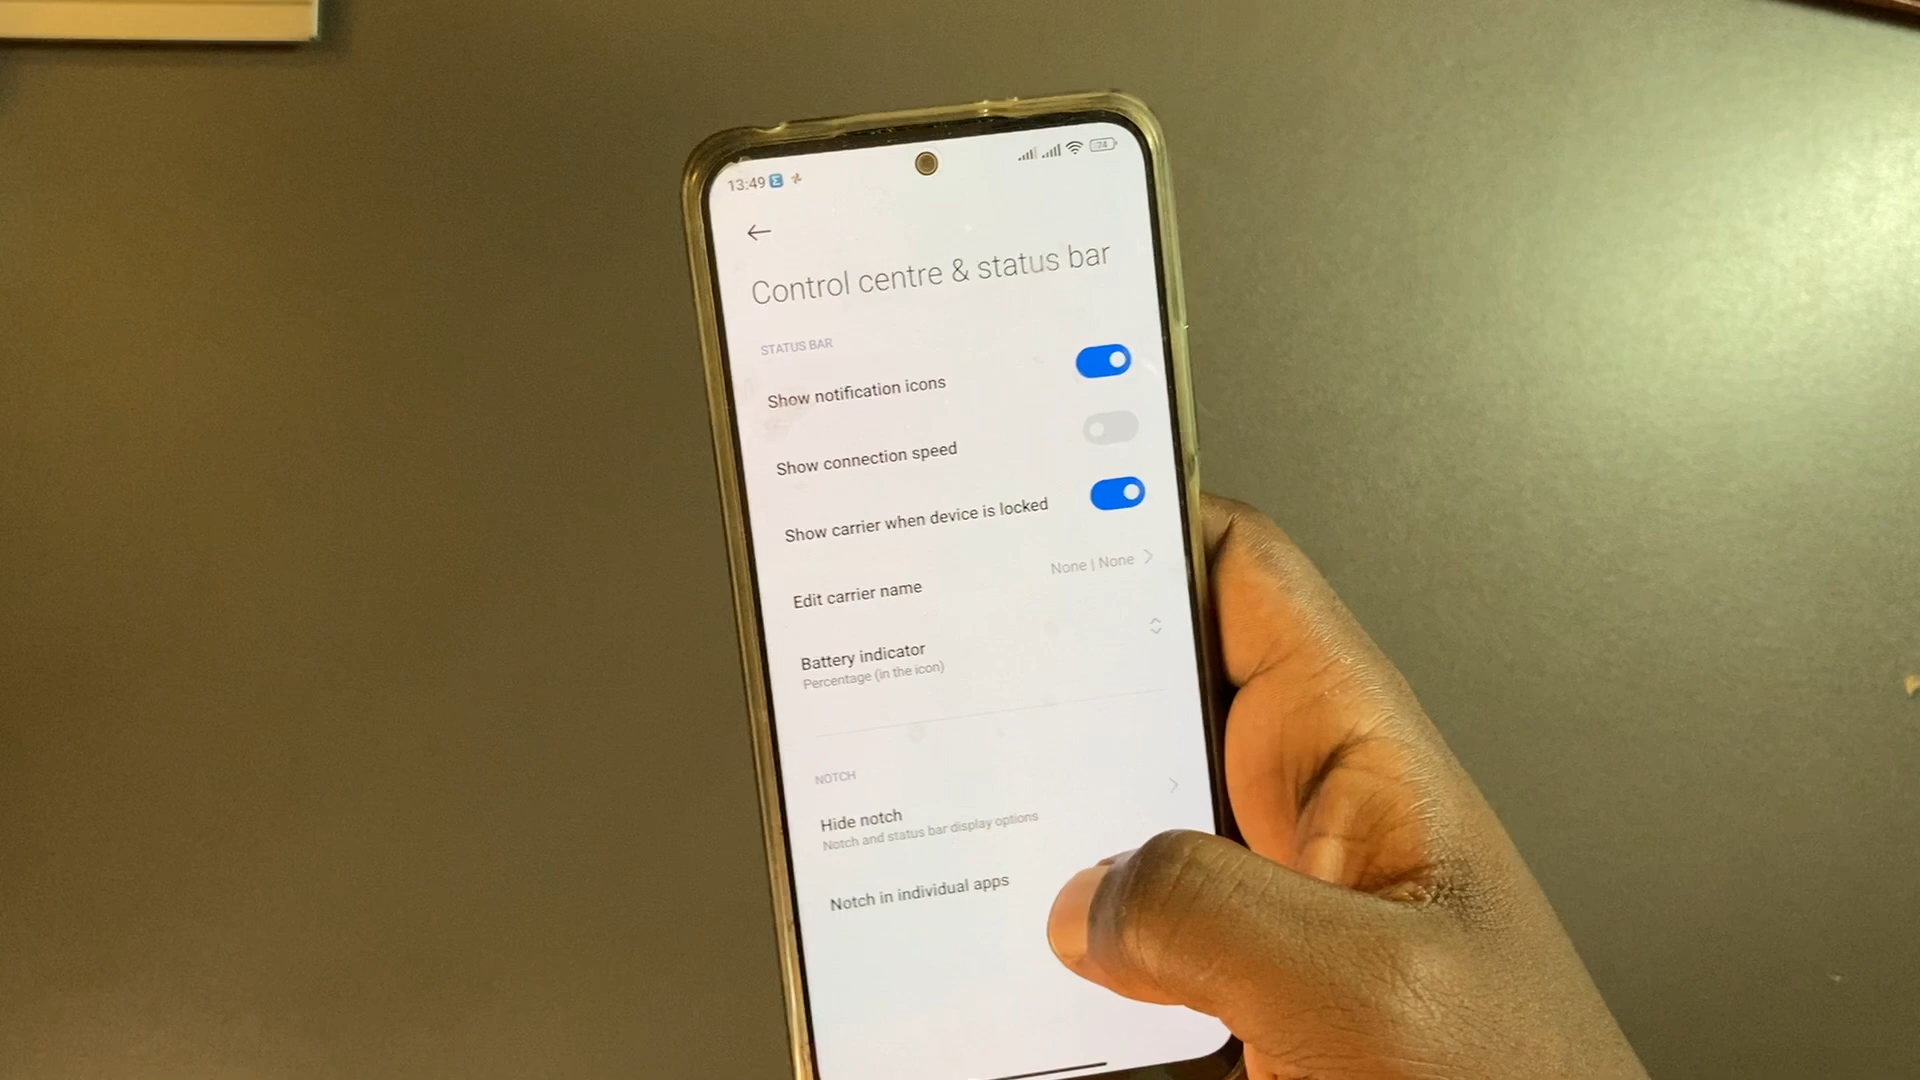 13:49
74
Control centre & status bar
STATUS BAR
Show notification icons
Show connection speed
Show carrier when device is locked
Edit carrier name
None | None
Battery indicator
Percentage (in the icon)
NOTCH
Hide notch
Notch and status bar display options
Notch in individual apps